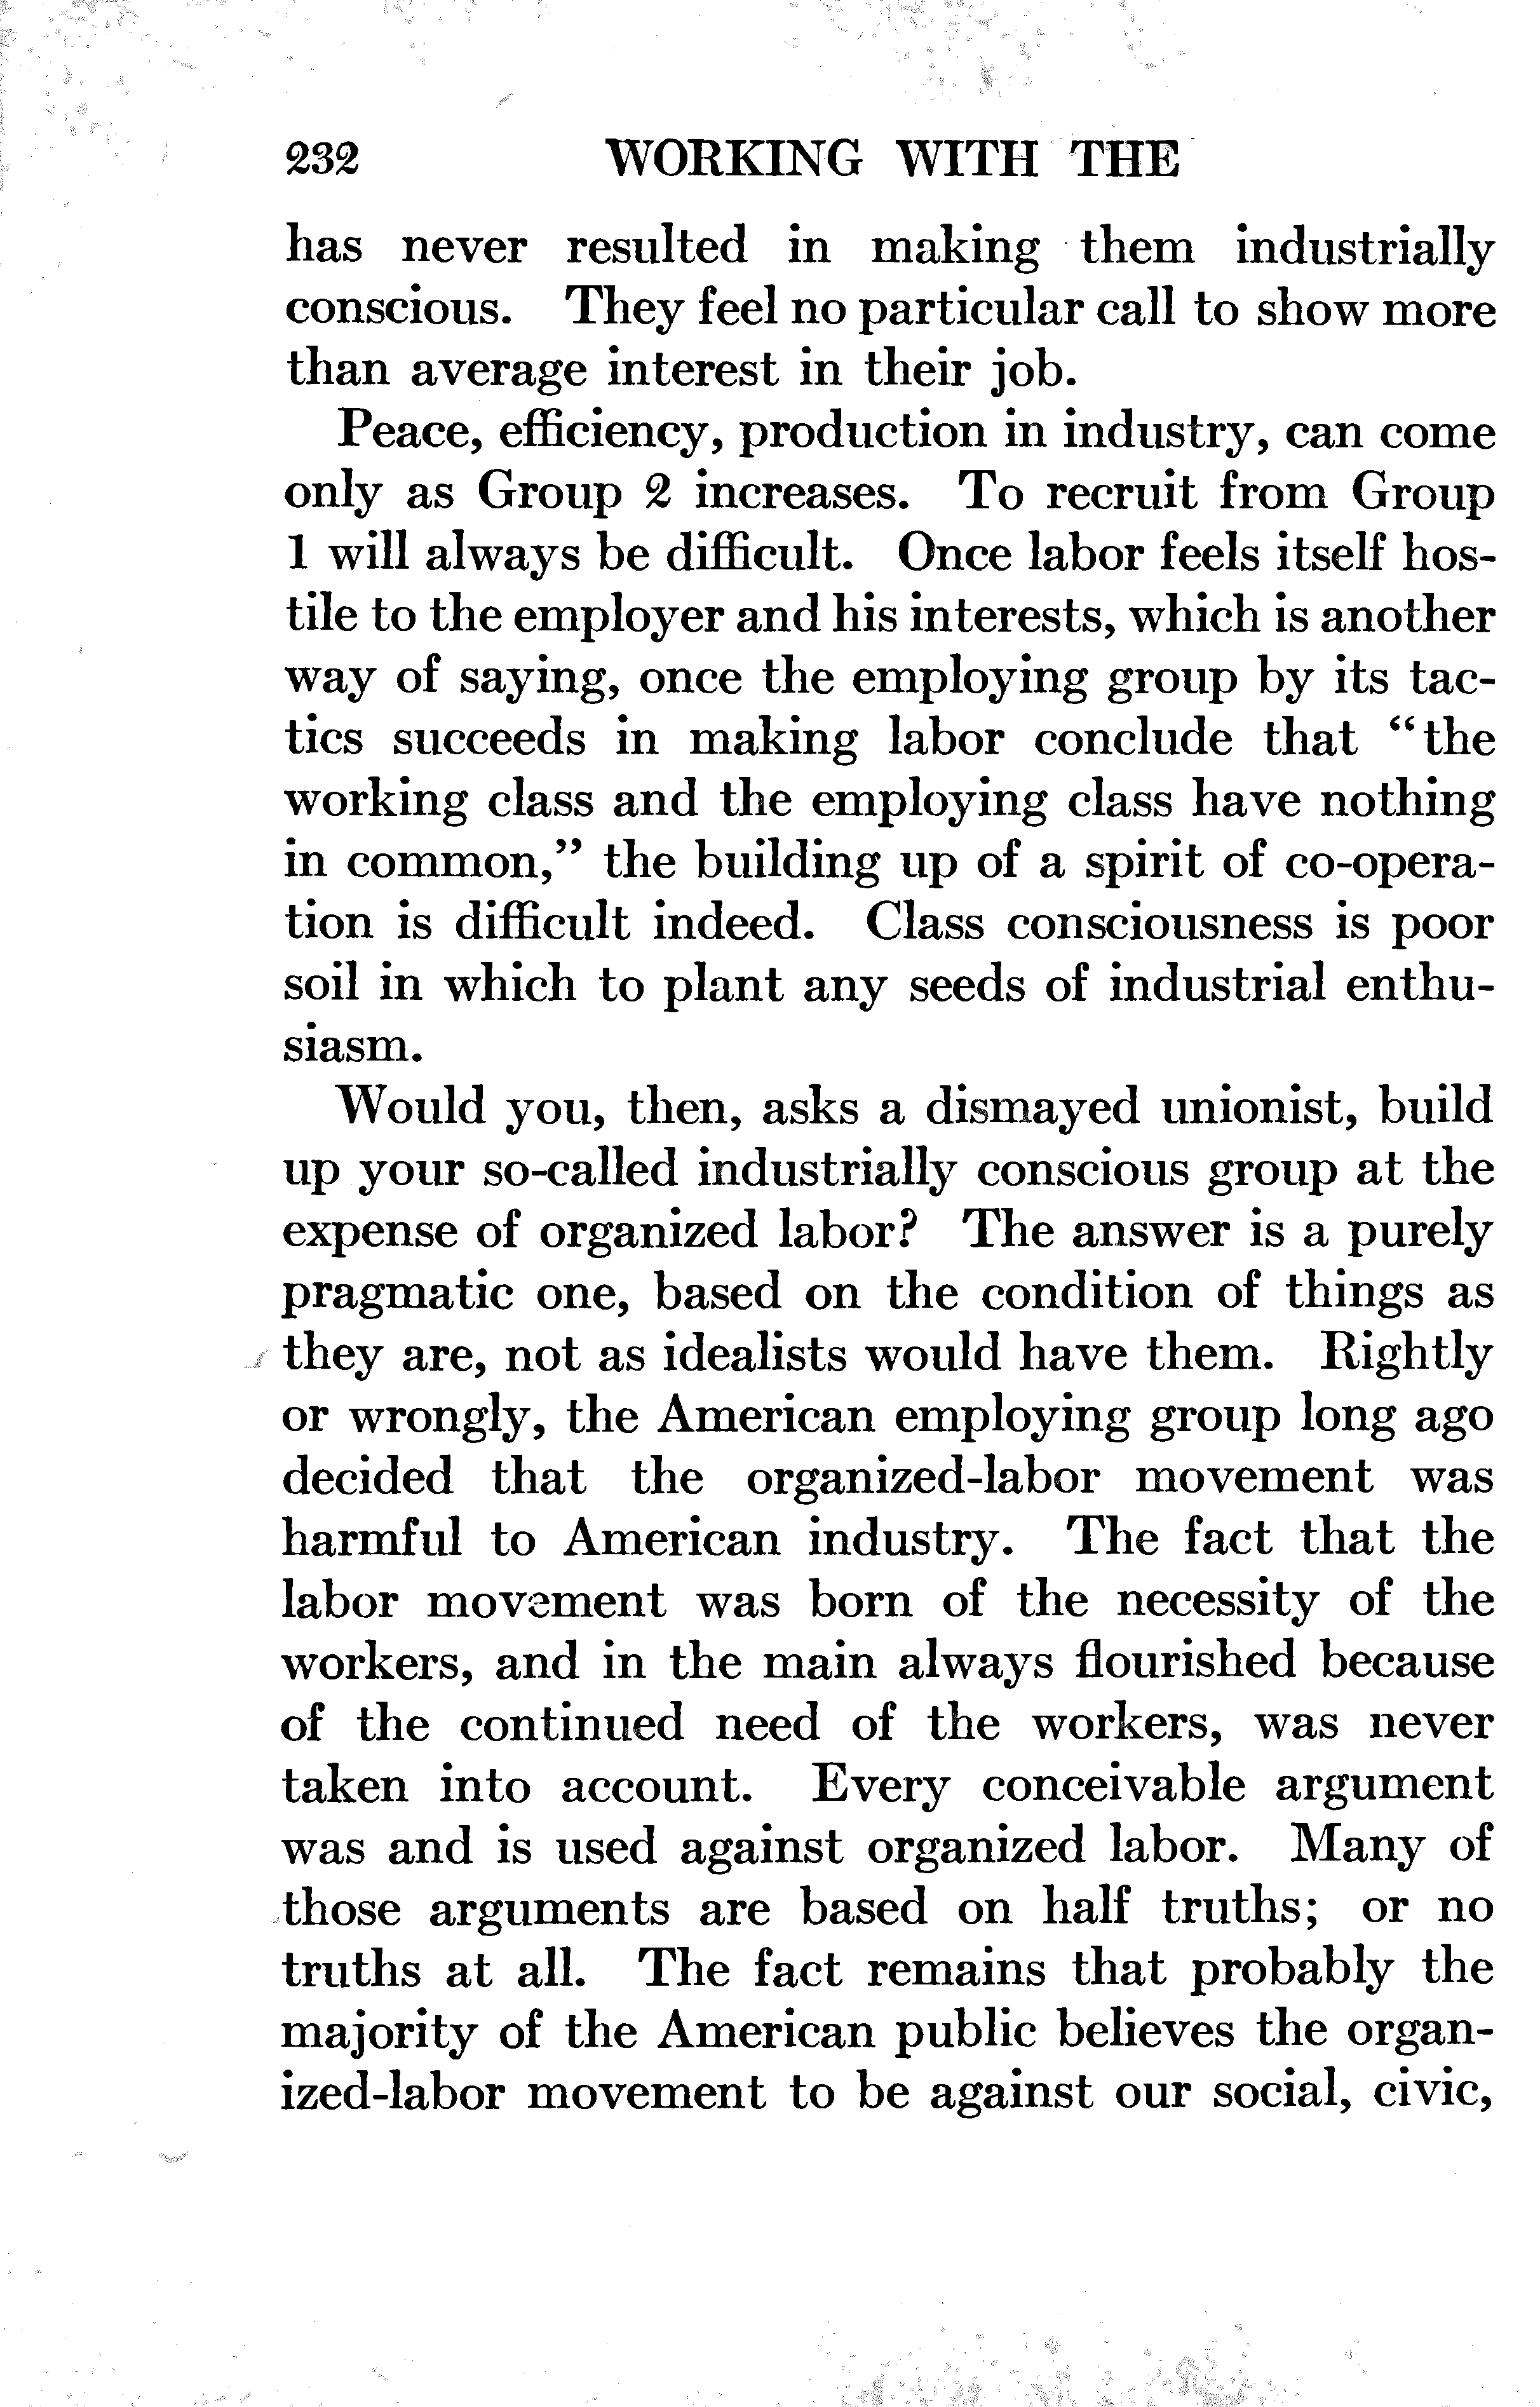 232 WORKING WITH THE
has never resulted in making them industrially
conscious. They feel no particular call to show more
than average interest in their job.
Peace, efficiency, production in industry, can come
only as Group 2 increases. To recruit from Group
1 will always be difficult. Once labor feels itself hos-
tile to the employer and his interests, which is another
way of saying, once the employing group by its tac-
tics succeeds in making labor conclude that “the
working class and the employing class have nothing
in common,” the building up of a spirit of co-opera-
tion is difficult indeed. Class consciousness is poor
soil in which to plant any seeds of industrial enthu-
siasm.
Would you, then, asks a dismayed unionist, build
up your so-called industrially conscious group at the
expense of organized labor? The answer is a purely
pragmatic one, based on the condition of things as
they are, not as idealists would have them. Rightly
or wrongly, the American employing group long ago
decided that the organized-labor movement was
harmful to American industry. The fact that the
labor movement was born of the necessity of the
workers, and in the main always flourished because
of the continued need of the workers, was never
taken into account. Every conceivable argument
was and is used against organized labor. Many of
those arguments are based on half truths; or no
truths at all. The fact remains that probably the
majority of the American public believes the organ-
ized-labor movement to be against our social, civic,